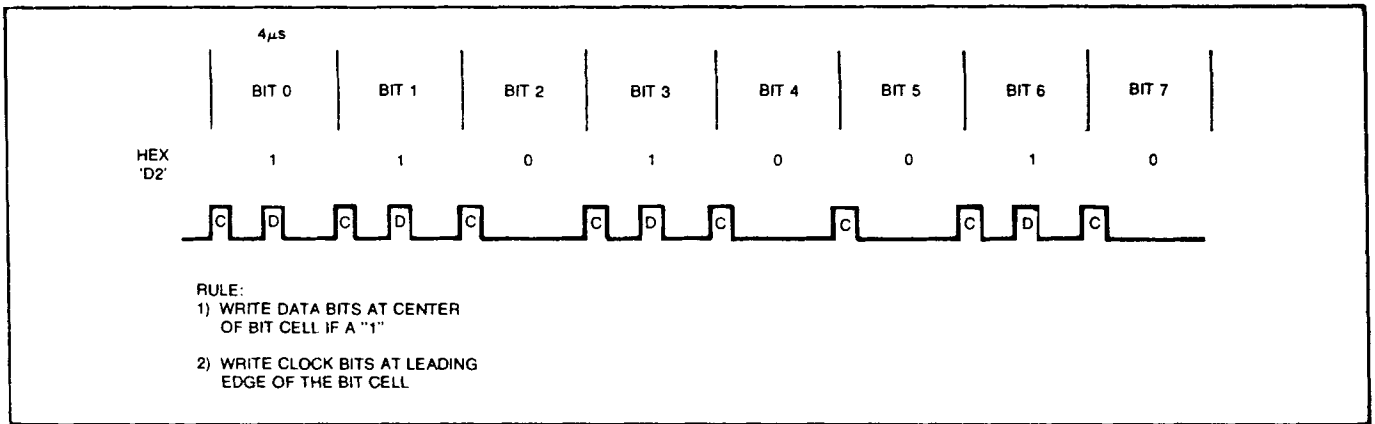 4μs
BIT 0 BIT 1 BIT 2 BIT 3 BIT 4 BIT 5 BIT 6 BIT 7
HEX 1 1 0 1 0 0 1 0
'D2'
C D C D C C D C C C D C
RULE:
1) WRITE DATA BITS AT CENTER
OF BIT CELL IF A "1"
2) WRITE CLOCK BITS AT LEADING
EDGE OF THE BIT CELL